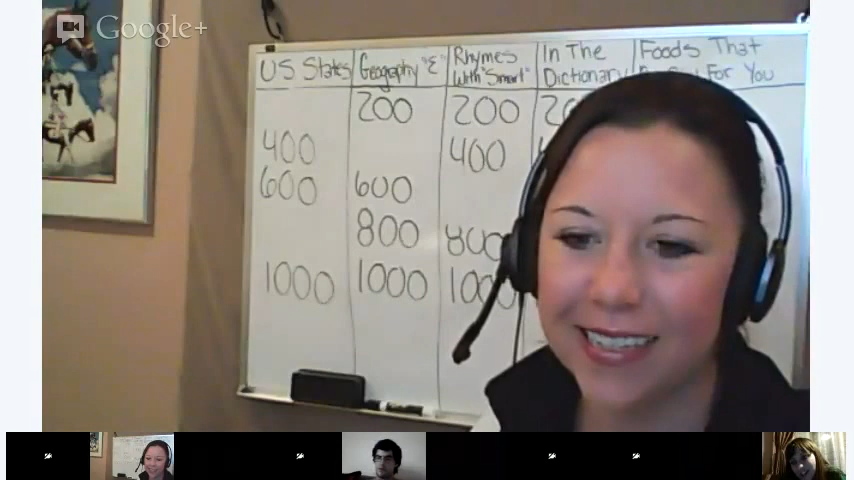 Google+
US States Geography "E" Rhymes With "Smart" In The Dictionary Foods That For You
200 200
400 400
600 600
800 800
1000 1000